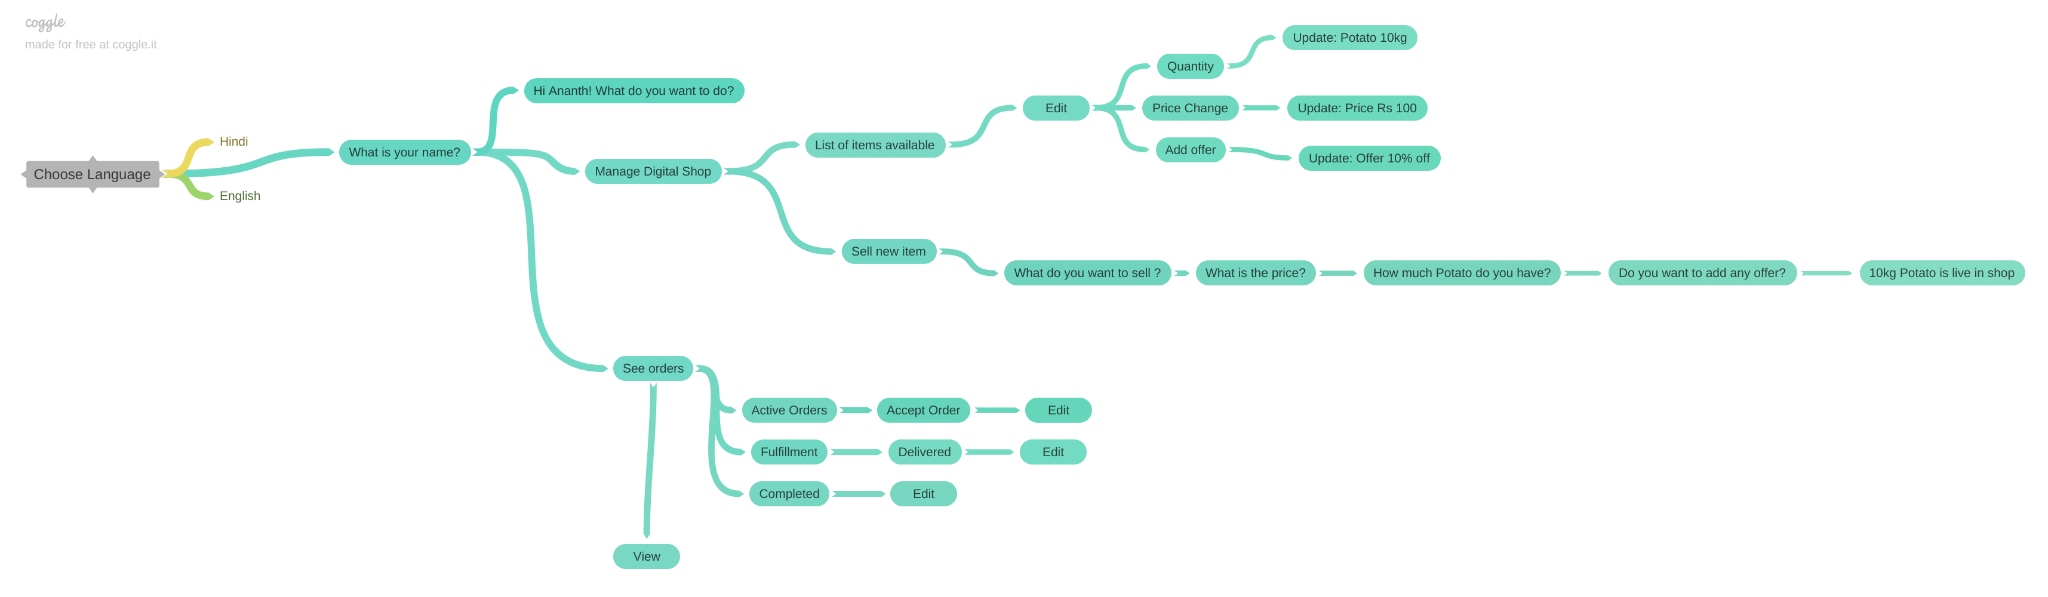 coggle
made for free at coggle.it
Choose Language
Hindi
English
What is your name?
Hi Ananth! What do you want to do?
Manage Digital Shop
List of items available
Edit
Quantity
Update: Potato 10kg
Price Change
Update: Price Rs 100
Add offer
Update: Offer 10% off
Sell new item
What do you want to sell ?
What is the price?
How much Potato do you have?
Do you want to add any offer?
10kg Potato is live in shop
See orders
Active Orders
Accept Order
Edit
Fulfillment
Delivered
Edit
Completed
Edit
View